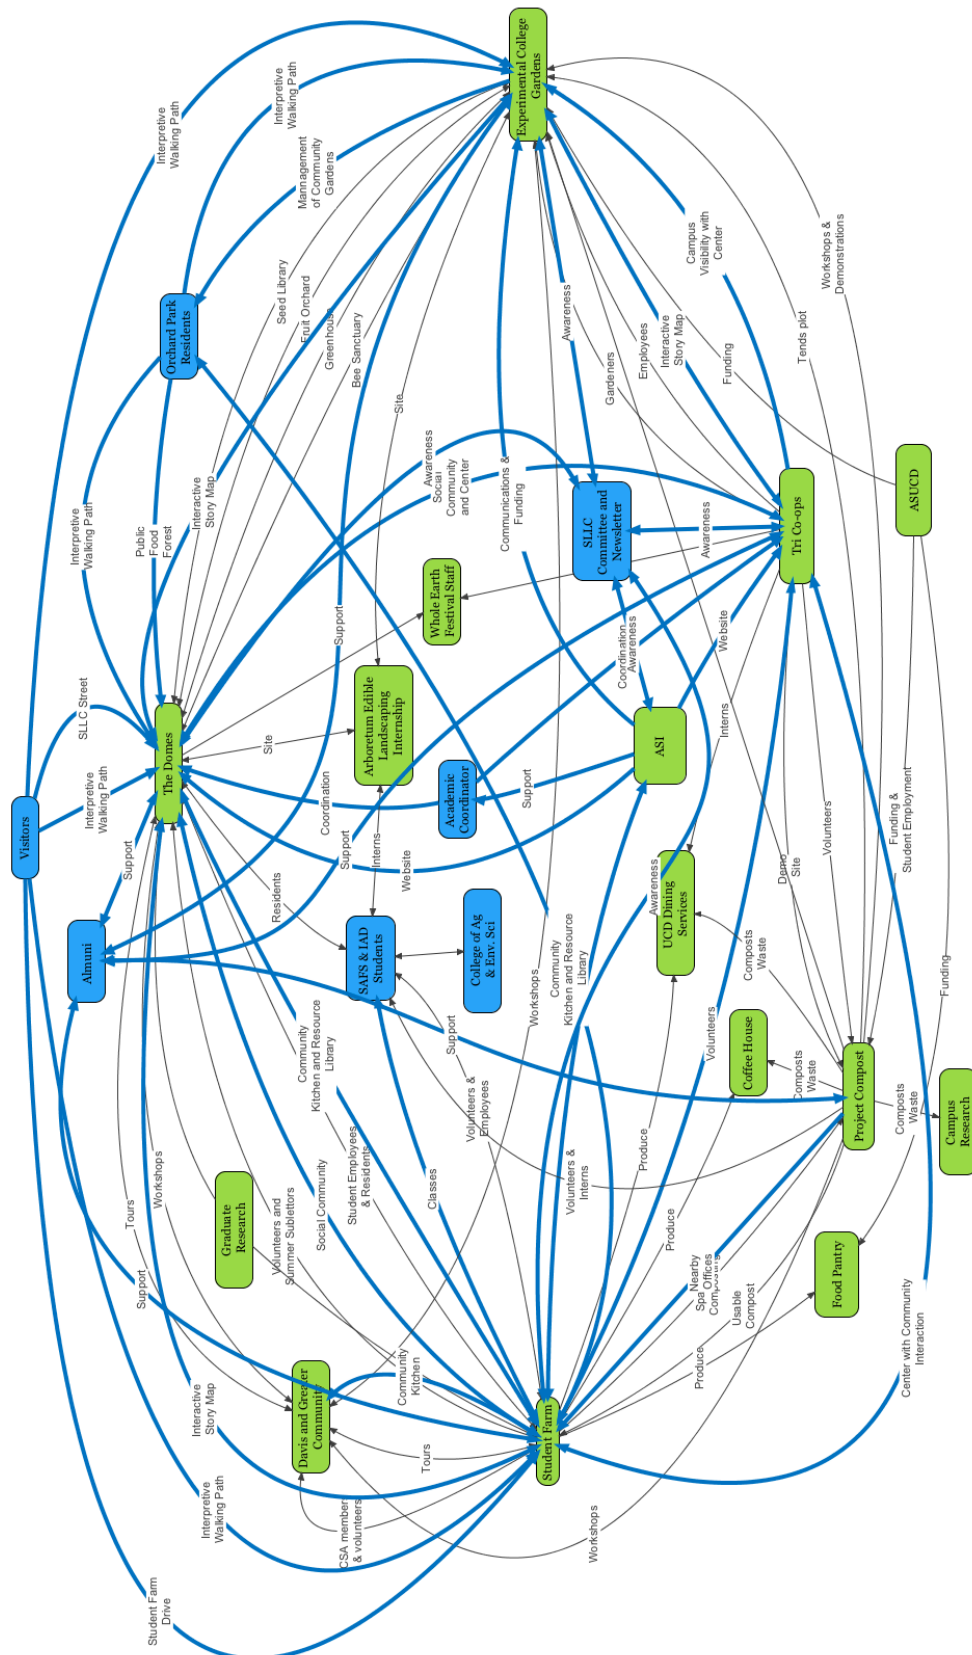 Experimental College
Gardens
Interpretive
Walking Path
Interpretive
Walking Path
Mannagement
of Community
Gardens
Campus
Visibility with
Center
Workshops &
Demonstrations
Orchard Park
Residents
Seed Library
Fruit Orchard
Greenhouse
Bee Sanctuary
Site
Awareness
Gardeners
Employees
Interactive
Story Map
Funding
Tends plot
Interpretive
Walking Path
Public
Food
Forest
Interactive
Story Map
Awareness
Social
Community
and Center
Communications &
Funding
SLLC
Committee and
Newsletter
Awareness
Tri Co-ops
ASUCD
Support
Whole Earth
Festival Staff
Coordination
Awareness
Website
SLLC Street
The Domes
Site
Arboretum Edible
Landscaping
Internship
ASI
Interns
Visitors
Interpretive
Walking Path
Support
Coordination
Support
Academic
Coordinator
Support
Interns
Website
Demo
Site
Volunteers
Funding &
Student Employment
Almuni
Residents
SAFS & IAD
Students
College of Ag
& Env. Sci
Awareness
UCD Dining
Services
Composts
Waste
Funding
Workshops
Community
Kitchen and Resource
Library
Community
Kitchen and Resource
Library
Support
Volunteers
Coffee House
Composts
Waste
Project Compost
Composts
Waste
Campus
Research
Volunteers &
Employees
Classes
Produce
Volunteers &
Interns
Tours
Workshops
Graduate
Research
Social Community
Student Employees
& Residents
Volunteers and
Summer Sublettors
Support
Produce
Nearby
Offices
Usable
Compost
Food Pantry
Produce
Center with Community
Interaction
Davis and Greater
Community
Community
Kitchen
Interactive
Story Map
Student Farm
Tours
Interpretive
Walking Path
CSA members
& volunteers
Workshops
Student Farm
Drive